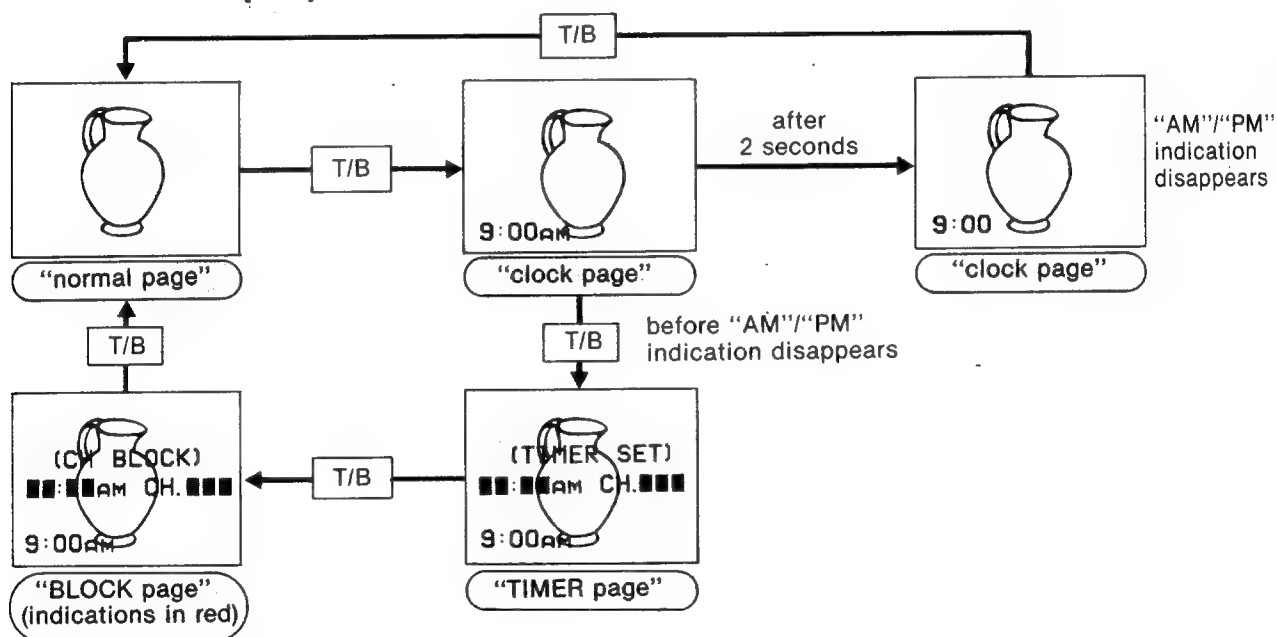 T/B
T/B
after
2 seconds
"AM"/"PM"
indication
disappears
9:00AM
9:00
"normal page"
"clock page"
"clock page"
T/B
T/B
before "AM"/"PM"
indication disappears
(CH BLOCK)
■■:■■AM CH.■■■
9:00AM
T/B
(TIMER SET)
■■:■■AM CH.■■■
9:00AM
"BLOCK page"
(indications in red)
"TIMER page"